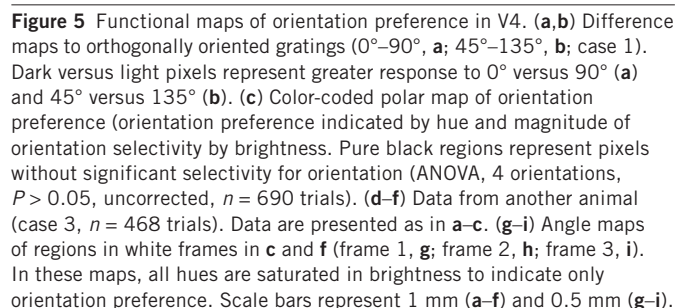 Figure 5 Functional maps of orientation preference in V4. (a,b) Difference
maps to orthogonally oriented gratings (0°–90°, a; 45°–135°, b; case 1).
Dark versus light pixels represent greater response to 0° versus 90° (a)
and 45° versus 135° (b). (c) Color-coded polar map of orientation
preference (orientation preference indicated by hue and magnitude of
orientation selectivity by brightness. Pure black regions represent pixels
without significant selectivity for orientation (ANOVA, 4 orientations,
P > 0.05, uncorrected, n = 690 trials). (d–f) Data from another animal
(case 3, n = 468 trials). Data are presented as in a–c. (g–i) Angle maps
of regions in white frames in c and f (frame 1, g; frame 2, h; frame 3, i).
In these maps, all hues are saturated in brightness to indicate only
orientation preference. Scale bars represent 1 mm (a–f) and 0.5 mm (g–i).